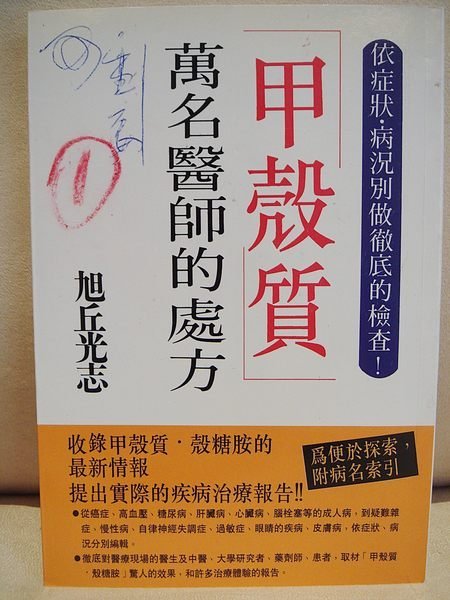 依症狀·病況別做徹底的檢查！
「甲殼質」
萬名醫師的處方
旭丘光志
1
收錄甲殼質·殼糖胺的
最新情報
提出實際的疾病治療報告!!
爲便於探索，
附病名索引
●從癌症、高血壓、糖尿病、肝臟病、心臟病、腦栓塞等的成人病，到疑難雜
症、慢性病、自律神經失調症、過敏症、眼睛的疾病、皮膚病，依症狀、病
況分別編輯。
●徹底對醫療現場的醫生及中醫、大學研究者、藥劑師、患者，取材「甲殼質
·殼糖胺」驚人的效果，和許多治療體驗的報告。